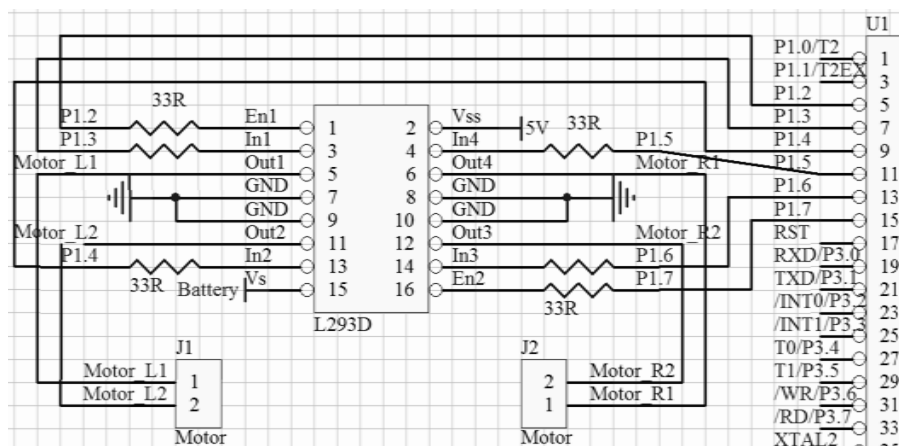 U1
P1.0/T2 1
P1.1/T2EX 3
P1.2 5
P1.3 7
P1.4 9
P1.5 11
P1.6 13
P1.7 15
RST 17
RXD/P3.0 19
TXD/P3.1 21
/INT0/P3.2 23
/INT1/P3.3 25
T0/P3.4 27
T1/P3.5 29
/WR/P3.6 31
/RD/P3.7 33
XTAL2
33R
P1.2 En1 1 2 Vss 5V 33R
P1.3 In1 3 4 In4 P1.5
Motor_L1 Out1 5 6 Out4 Motor_R1
GND 7 8 GND
GND 9 10 GND
Motor_L2 Out2 11 12 Out3 Motor_R2
P1.4 In2 13 14 In3 P1.6
33R Battery Vs 15 16 En2 P1.7
33R
L293D
J1 J2
Motor_L1 1 2 Motor_R2
Motor_L2 2 1 Motor_R1
Motor Motor